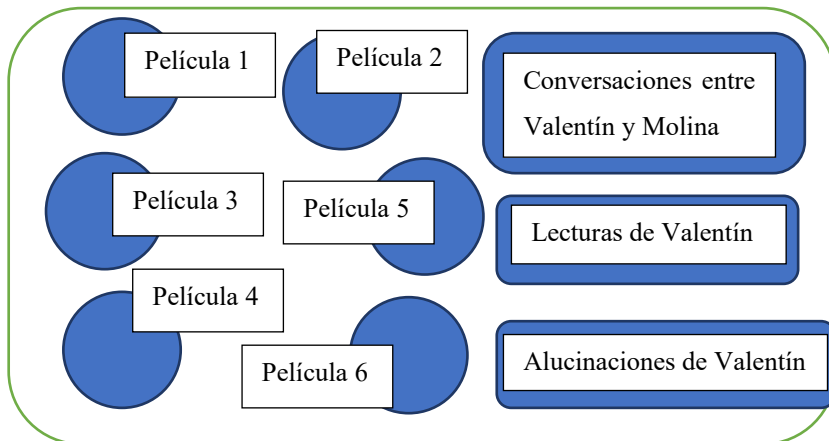 Película 1
Película 2
Conversaciones entre
Valentín y Molina
Película 3
Película 5
Lecturas de Valentín
Película 4
Película 6
Alucinaciones de Valentín